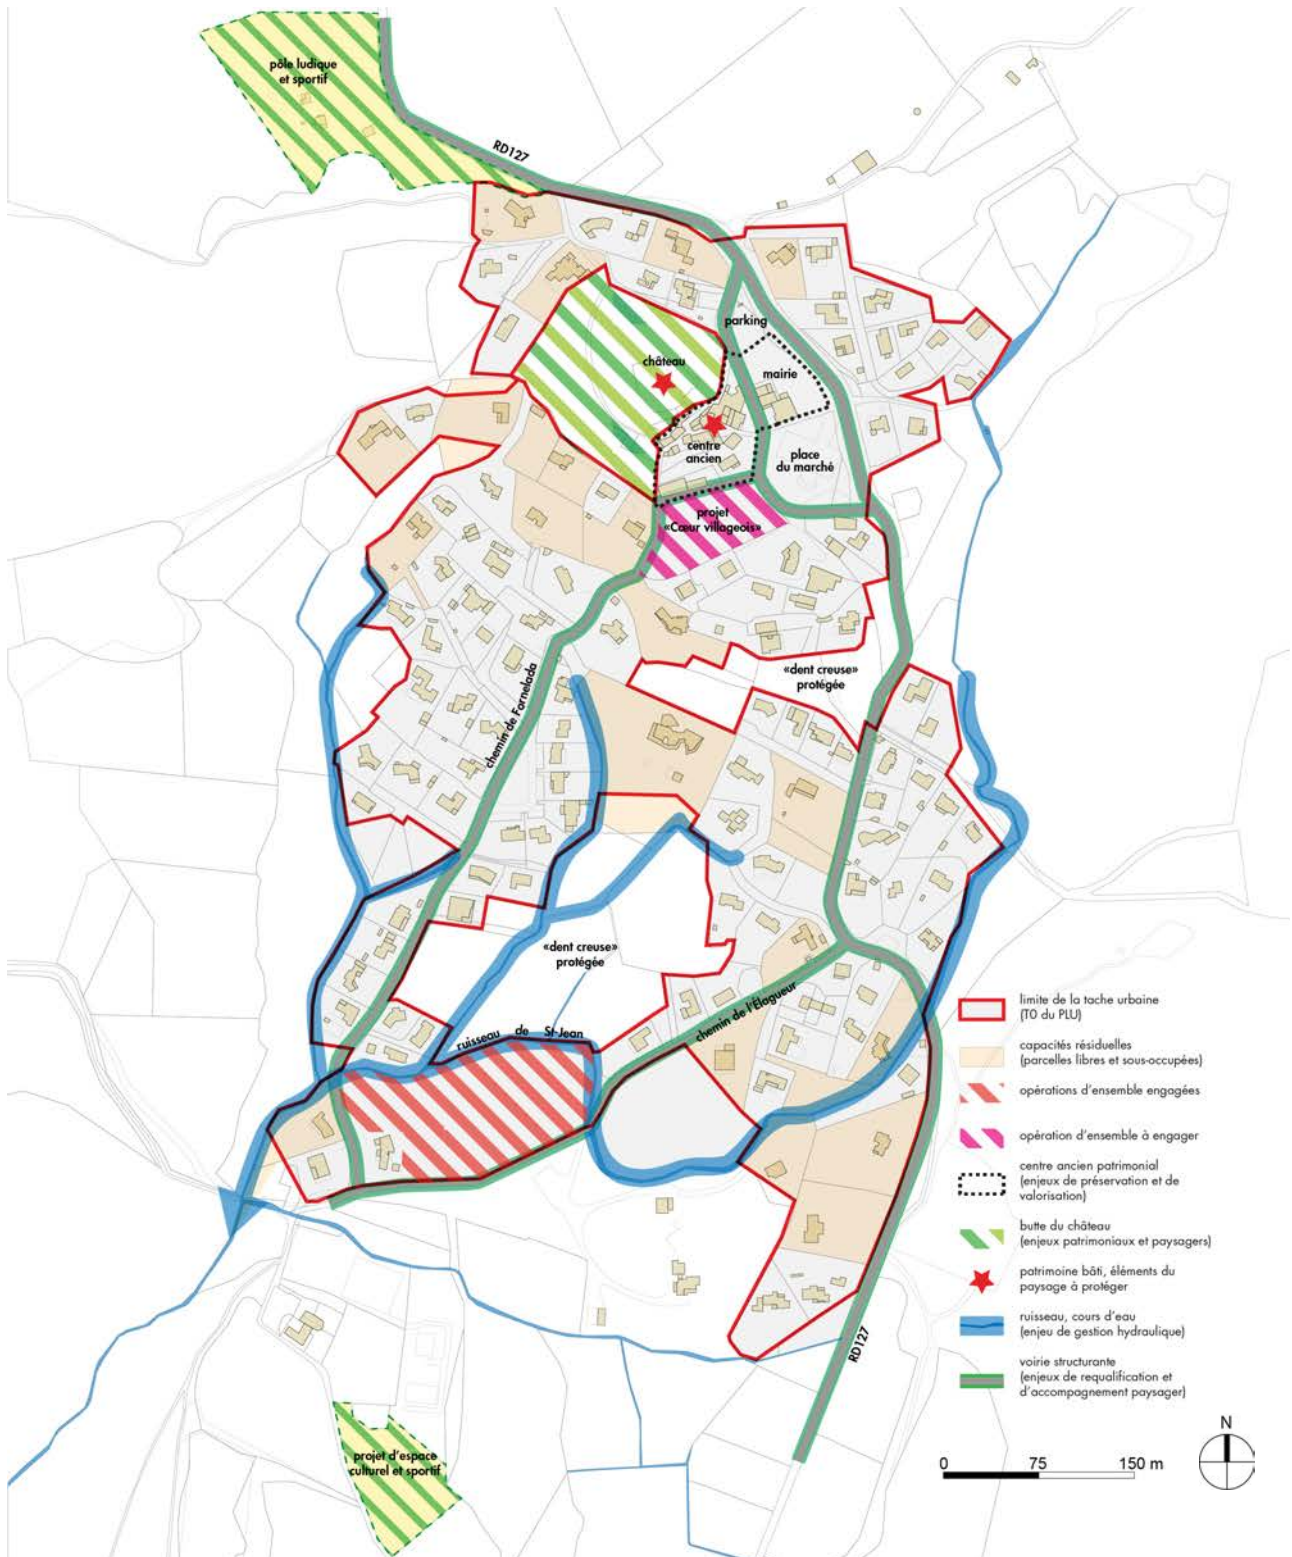 pôle ludique
et sportif
RD127
parking
château
mairie
centre
ancien
place
du marché
projet
«Cœur villageois»
«dent creuse»
protégée
chemin de Fornelada
«dent creuse»
protégée
chemin de l'Élagueur
ruisseau de St-Jean
RD127
projet d'espace
culturel et sportif
limite de la tache urbaine
(T0 du PLU)
capacités résiduelles
(parcelles libres et sous-occupées)
opérations d'ensemble engagées
opération d'ensemble à engager
centre ancien patrimonial
(enjeux de préservation et de
valorisation)
butte du château
(enjeux patrimoniaux et paysagers)
patrimoine bâti, éléments du
paysage à protéger
ruisseau, cours d'eau
(enjeu de gestion hydraulique)
voirie structurante
(enjeux de requalification et
d'accompagnement paysager)
N
0 75 150 m